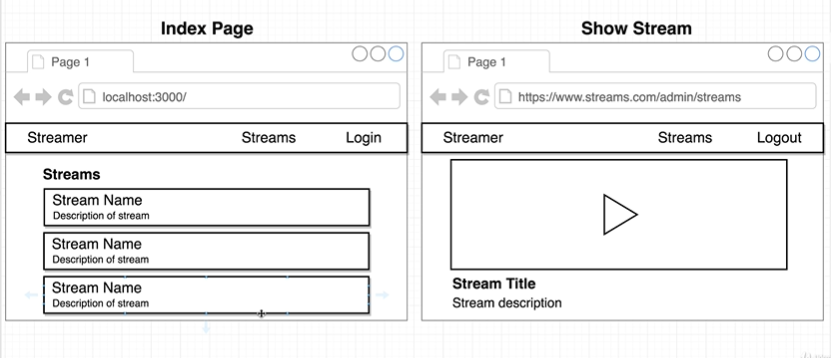 Index Page
Page 1
localhost:3000/
Streamer Streams Login
Streams
Stream Name
Description of stream
Stream Name
Description of stream
Stream Name
Description of stream
Show Stream
Page 1
https://www.streams.com/admin/streams
Streamer Streams Logout
Stream Title
Stream description